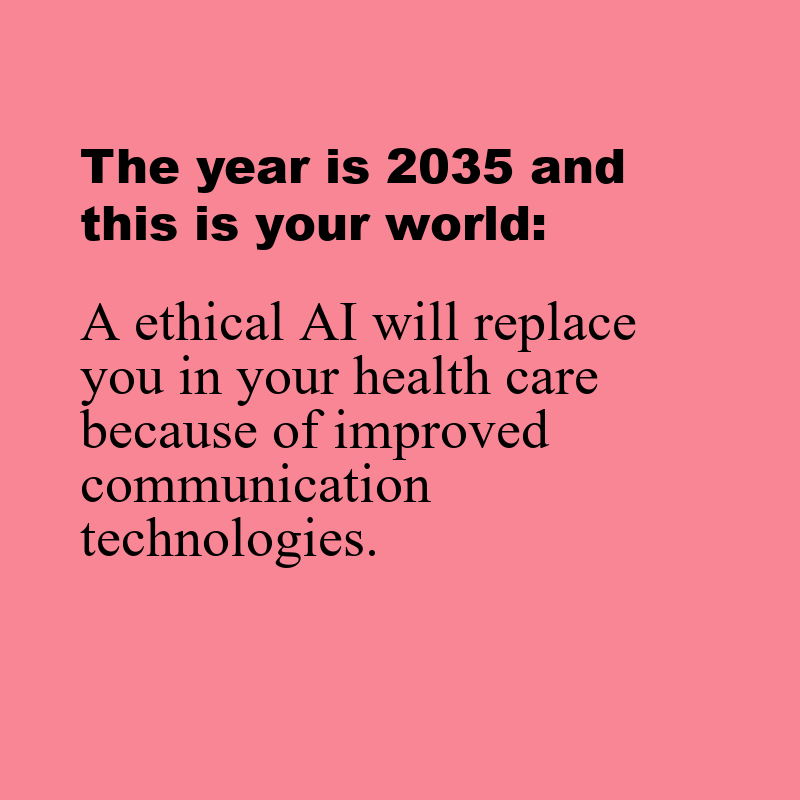 The year is 2035 and
this is your world:
A ethical AI will replace
you in your health care
because of improved
communication
technologies.